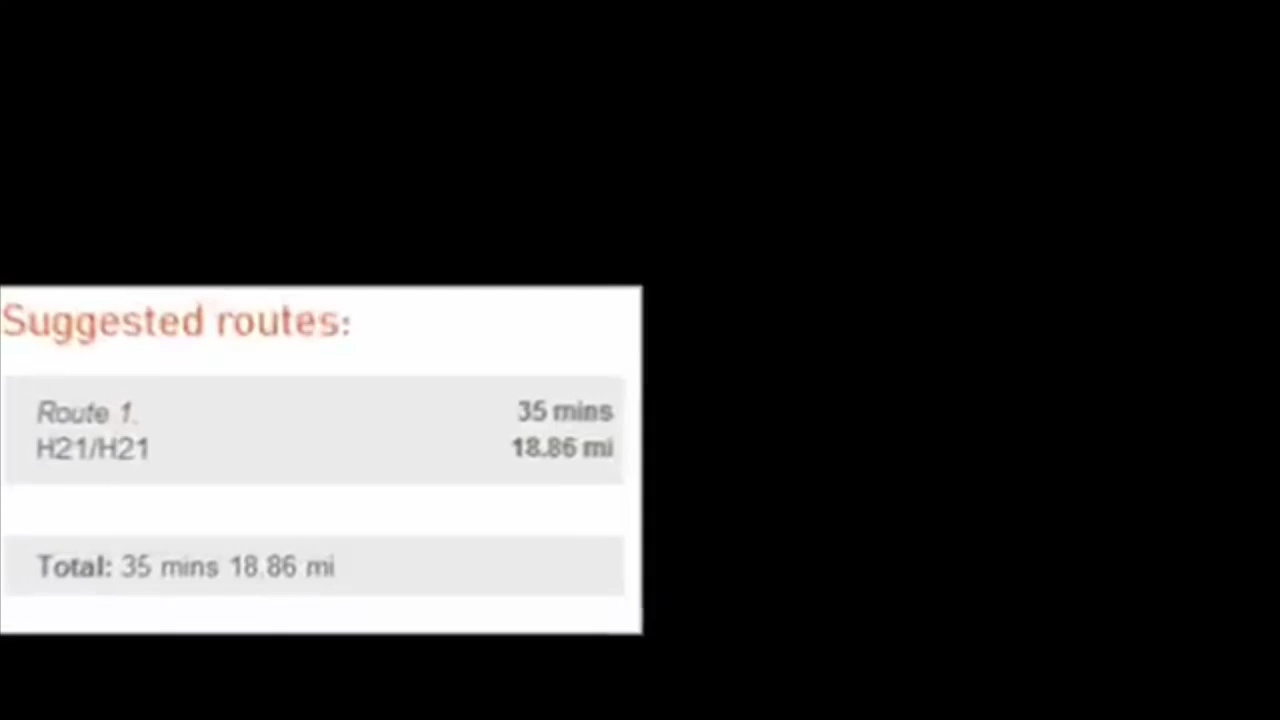 Suggested routes:
Route 1. 35 mins
H21/H21 18.86 mi
Total: 35 mins 18.86 mi